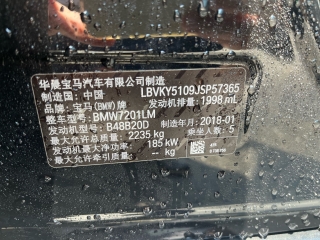 华晨宝马汽车有限公司制造
制造国：中国 LBVKY5109JSP57365
品牌：宝马(BMW)牌 1998 mL
整车型号：BMW7201LM
发动机型号：B48B20D 制造年月：2018-01
最大允许总质量：2235 kg 乘坐人数：5
发动机最大净功率：185 kW
最大允许牵引质量： - kg